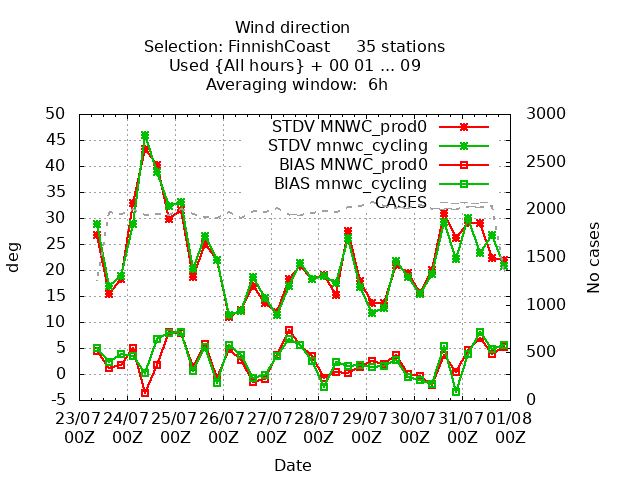 Wind direction
Selection: FinnishCoast     35 stations
Used {All hours} + 00 01 ... 09
Averaging window:  6h
50 3000
STDV MNWC_prod0
45
STDV mnwc_cycling
2500
40
BIAS MNWC_prod0
BIAS mnwc_cycling
35
CASES
2000
30
25
1500
20
15
1000
10
5
500
0
-5 0
deg
No cases
23/07 24/07 25/07 26/07 27/07 28/07 29/07 30/07 31/07 01/08
00Z 00Z 00Z 00Z 00Z 00Z 00Z 00Z 00Z 00Z
Date